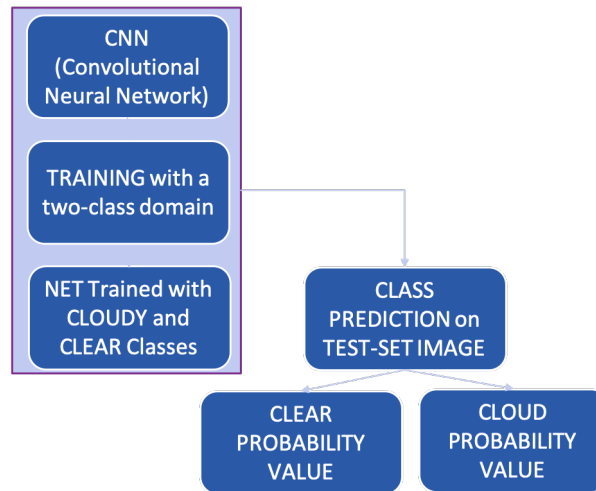 CNN
(Convolutional
Neural Network)
TRAINING with a
two-class domain
NET Trained with
CLOUDY and
CLEAR Classes
CLASS
PREDICTION on
TEST-SET IMAGE
CLEAR
PROBABILITY
VALUE
CLOUD
PROBABILITY
VALUE